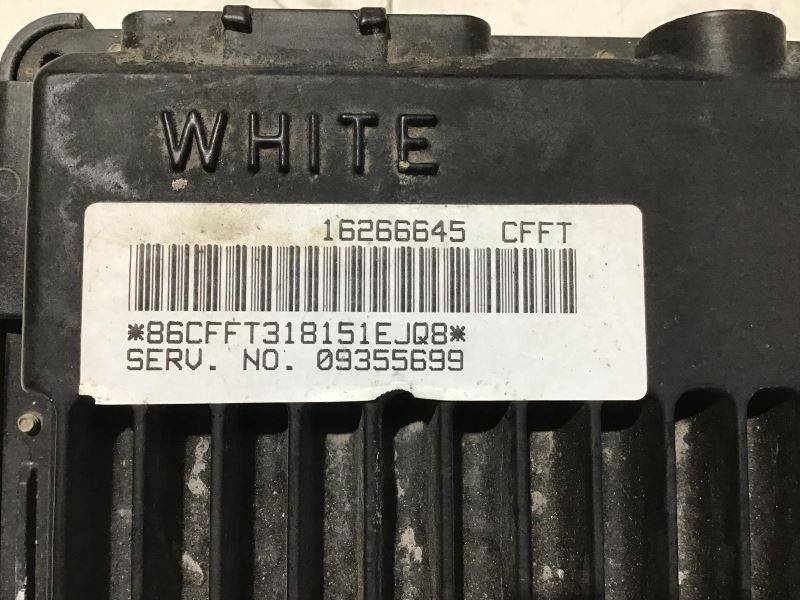 WHITE
16266645 CFFT
*86CFFT318151EJQ8*
SERV. NO. 09355699